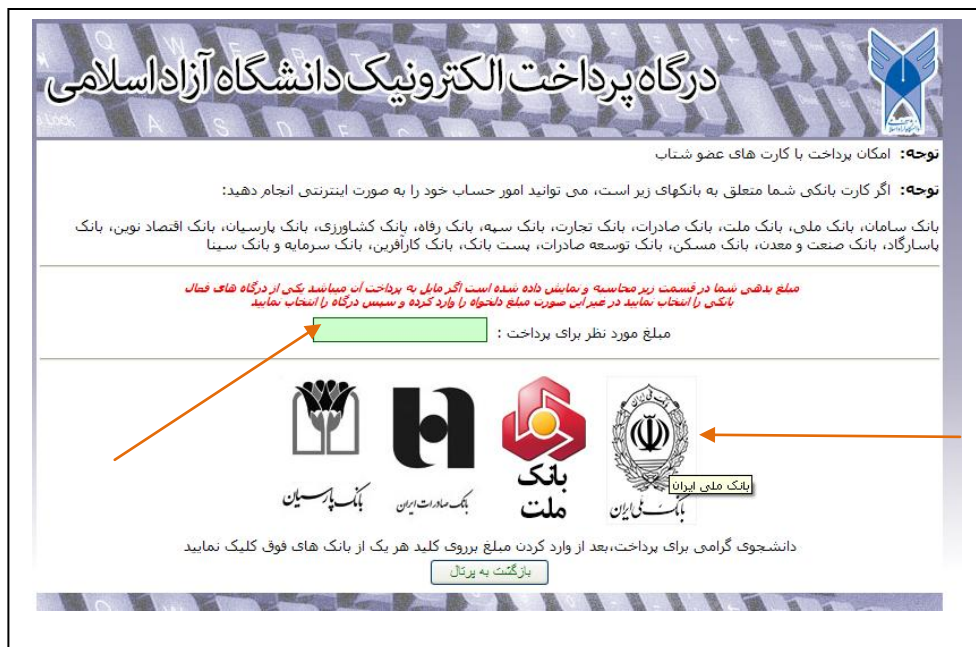 درگاه پرداخت الکترونیک دانشگاه آزاد اسلامی
توجه: امکان پرداخت با کارت های عضو شتاب
توجه: اگر کارت بانکی شما متعلق به بانکهای زیر است، می توانید امور حساب خود را به صورت اینترنتی انجام دهید:
بانک سامان، بانک ملی، بانک ملت، بانک صادرات، بانک تجارت، بانک سپه، بانک رفاه، بانک کشاورزی، بانک پارسیان، بانک اقتصاد نوین، بانک
پاسارگاد، بانک صنعت و معدن، بانک مسکن، بانک توسعه صادرات، پست بانک، بانک کارآفرین، بانک سرمایه و بانک سینا
مبلغ بدهی شما در قسمت زیر محاسبه و نمایش داده شده است اگر مایل به پرداخت آن میباشد یکی از درگاه های فعال
بانکی را انتخاب نمایید در غیر این صورت مبلغ دلخواه را وارد کرده و سپس درگاه را انتخاب نمایید
مبلغ مورد نظر برای پرداخت :
بانک ملی ایران
بانک ملی ایران
بانک
ملت
بانک صادرات ایران
بانک پارسیان
دانشجوی گرامی برای پرداخت،بعد از وارد کردن مبلغ برروی کلید هر یک از بانک های فوق کلیک نمایید
بازگشت به پرتال